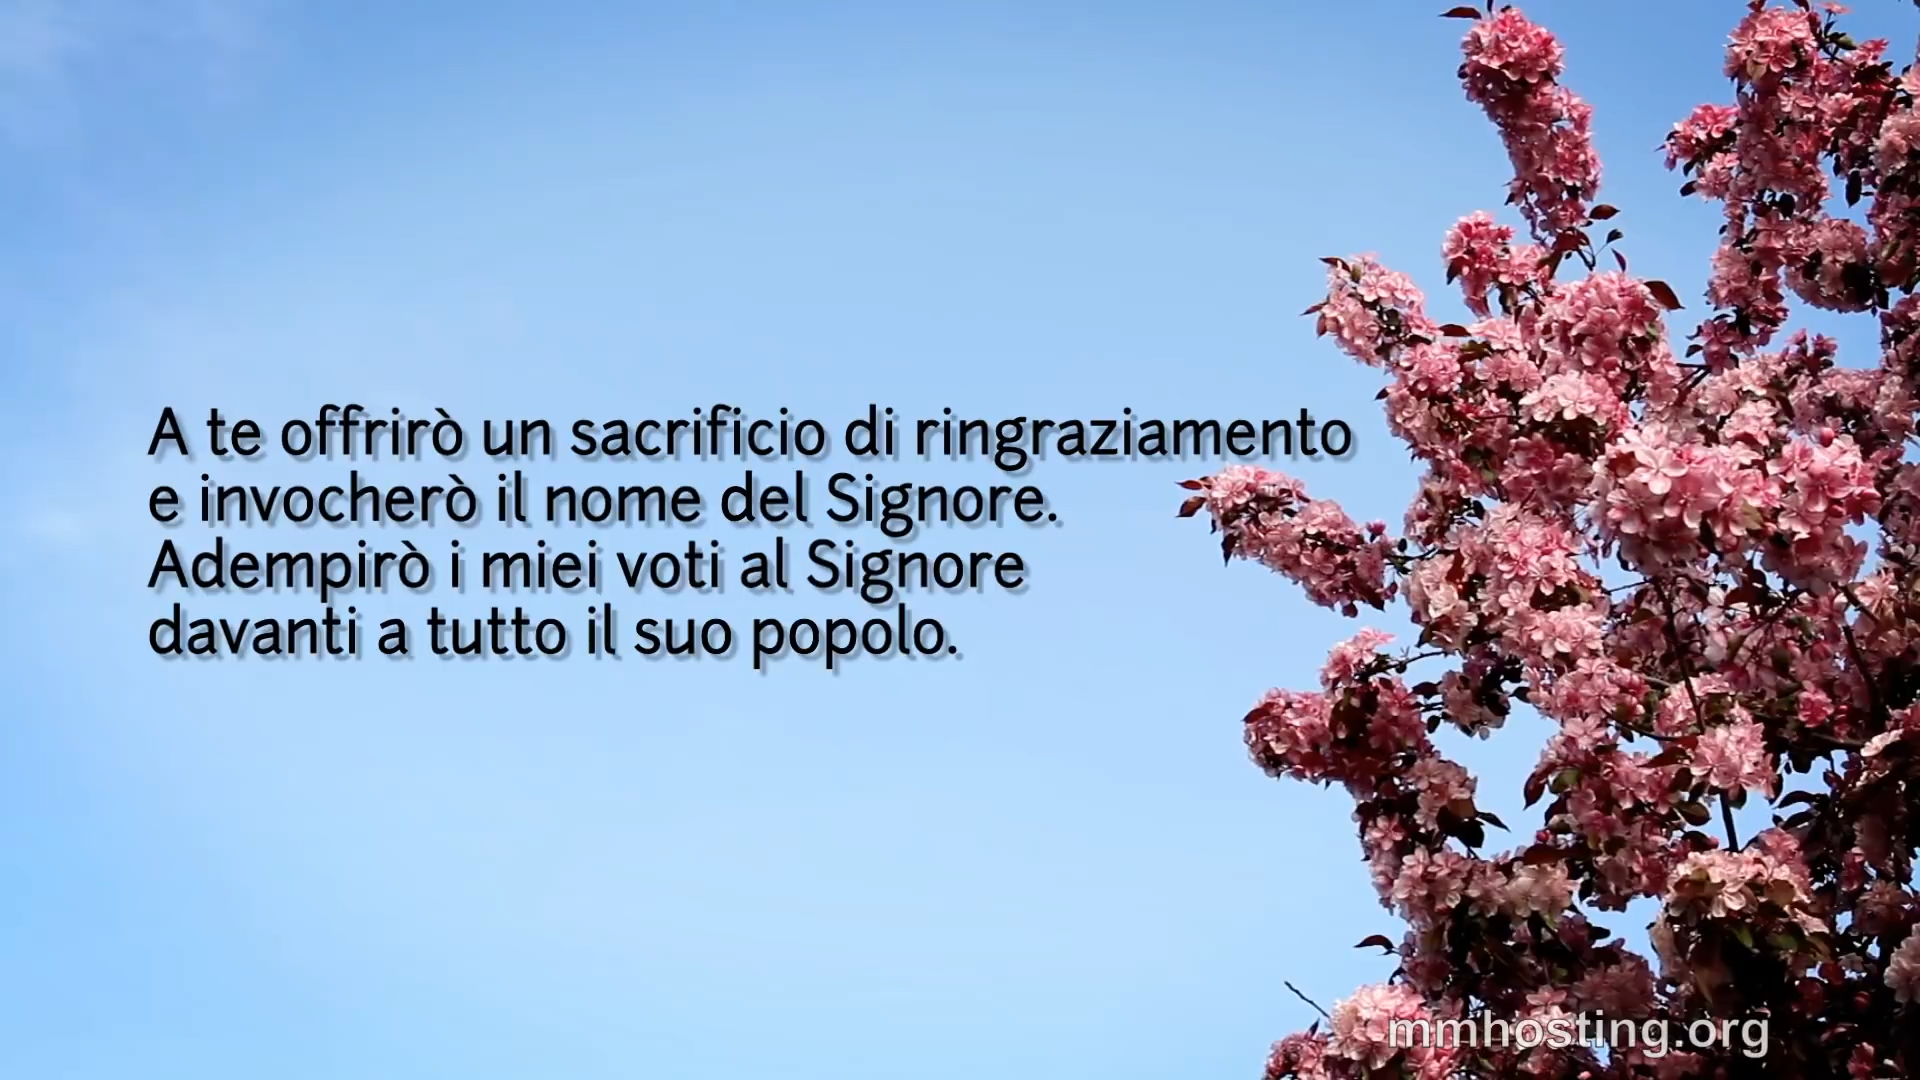 A te offrirò un sacrificio di ringraziamento
e invocherò il nome del Signore.
Adempirò i miei voti al Signore
davanti a tutto il suo popolo.
mmhosting.org